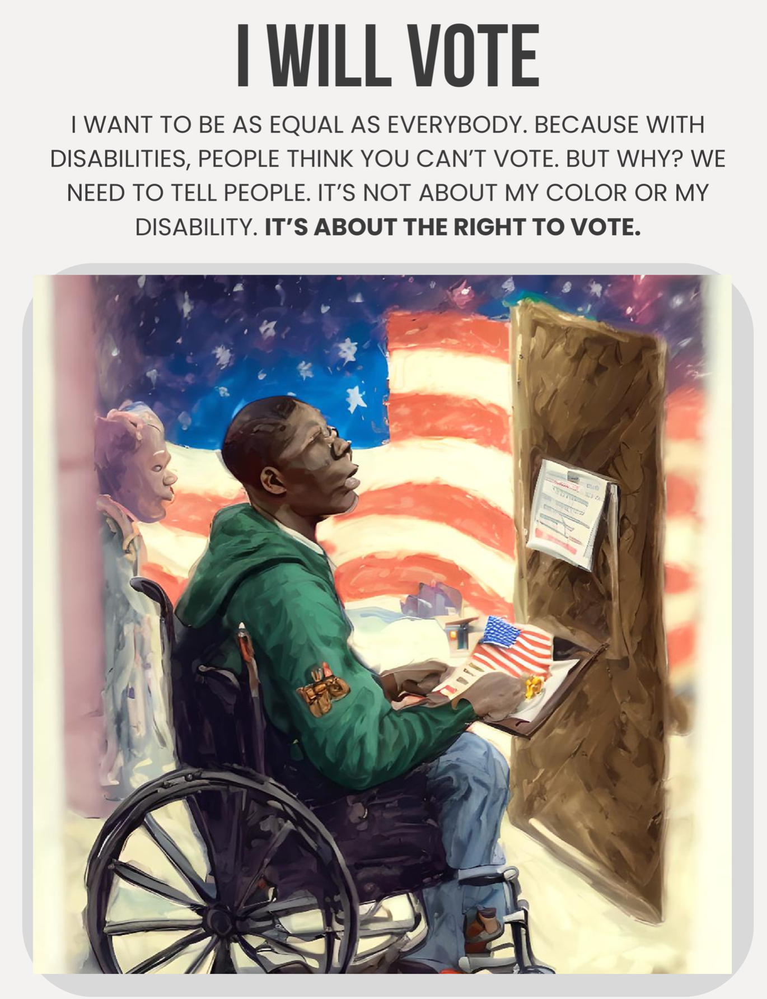 I WILL VOTE
I WANT TO BE AS EQUAL AS EVERYBODY. BECAUSE WITH
DISABILITIES, PEOPLE THINK YOU CAN'T VOTE. BUT WHY? WE
NEED TO TELL PEOPLE. IT'S NOT ABOUT MY COLOR OR MY
DISABILITY. IT'S ABOUT THE RIGHT TO VOTE.